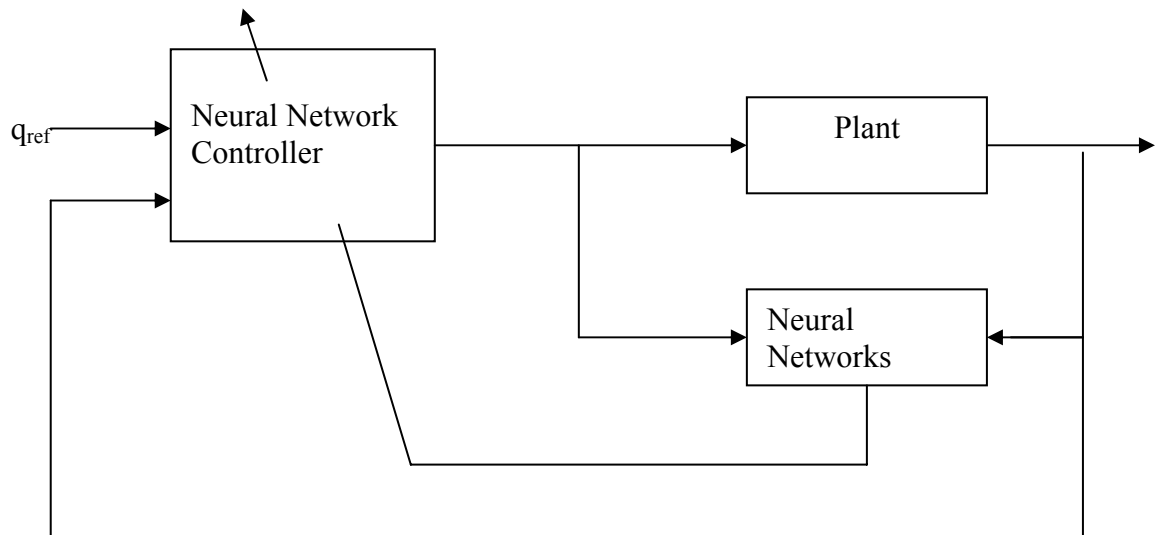 Neural Network
Controller
q_ref
Plant
Neural
Networks